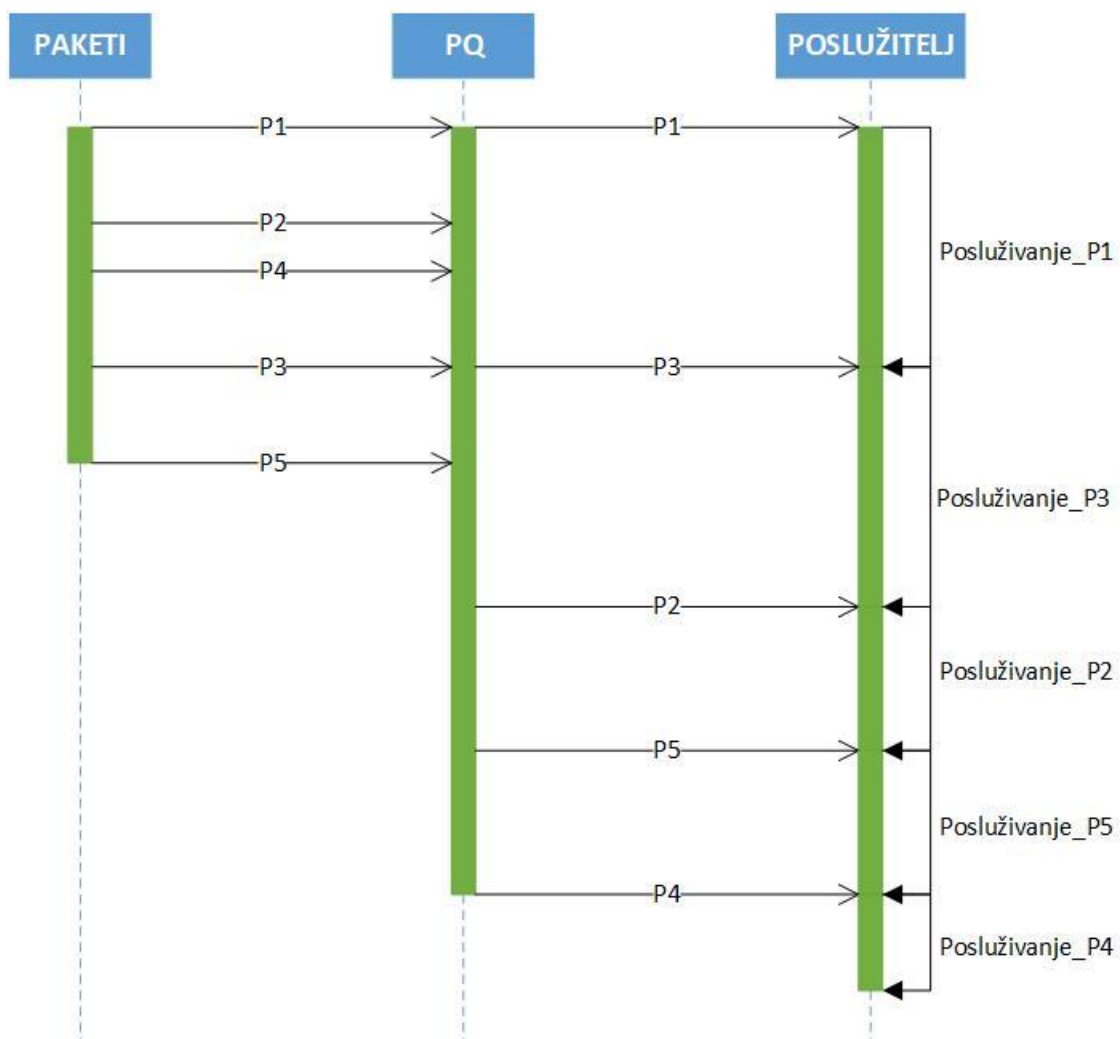 PAKETI
PQ
POSLUŽITELJ
P1
P1
P2
Posluživanje_P1
P4
P3
P3
P5
Posluživanje_P3
P2
Posluživanje_P2
P5
Posluživanje_P5
P4
Posluživanje_P4